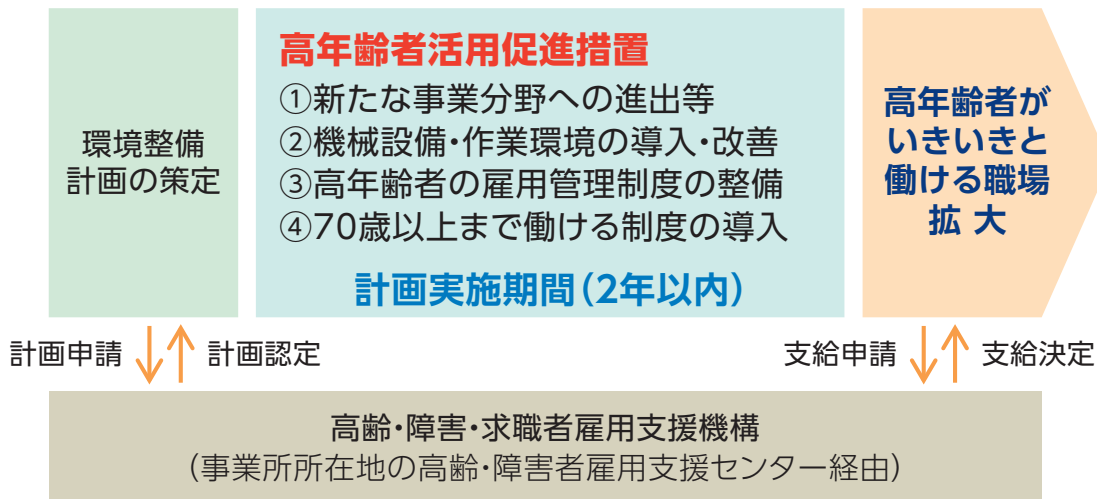 環境整備
計画の策定
高年齢者活用促進措置
①新たな事業分野への進出等
②機械設備・作業環境の導入・改善
③高年齢者の雇用管理制度の整備
④70歳以上まで働ける制度の導入
計画実施期間(2年以内)
高年齢者が
いきいきと
働ける職場
拡 大
計画申請
計画認定
支給申請
支給決定
高齢・障害・求職者雇用支援機構
(事業所所在地の高齢・障害者雇用支援センター経由)